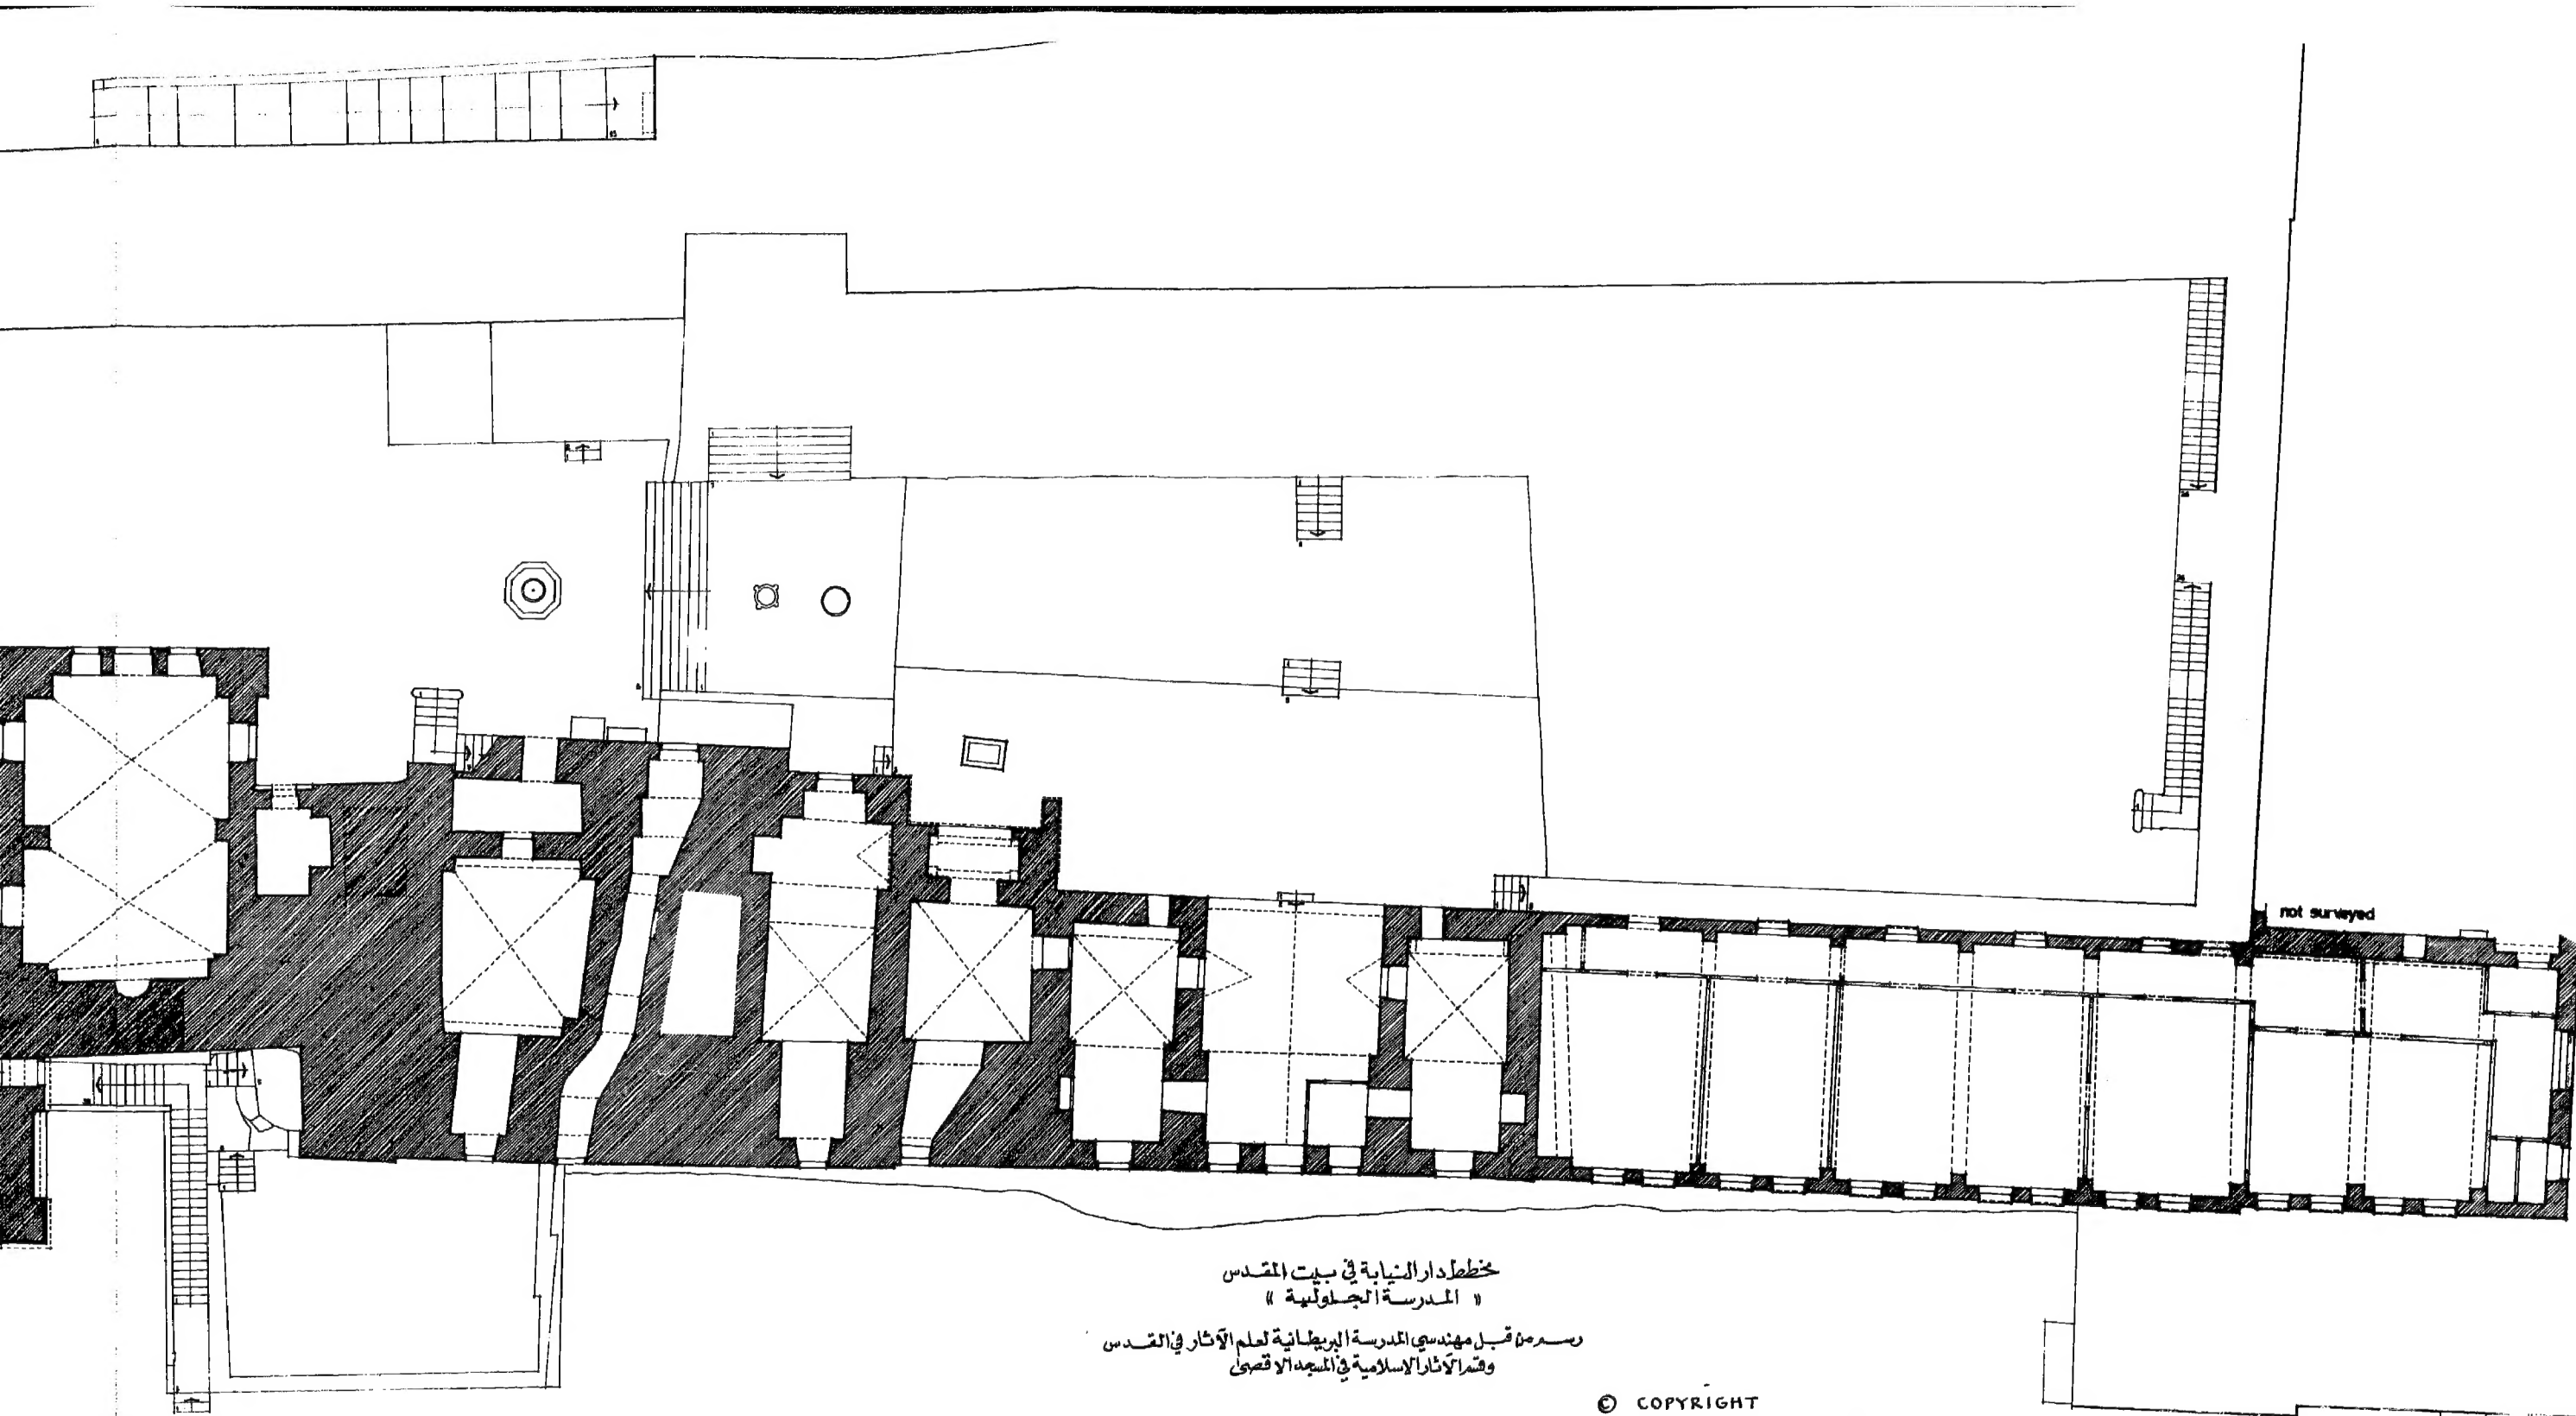 not surveyed
مخطط دار النيابة في بيت المقدس
« المدرسة الجاولية »
رسم من قبل مهندسي المدرسة البريطانية لعلم الآثار في القدس
وقسم الآثار الاسلامية في المسجد الاقصى
© COPYRIGHT